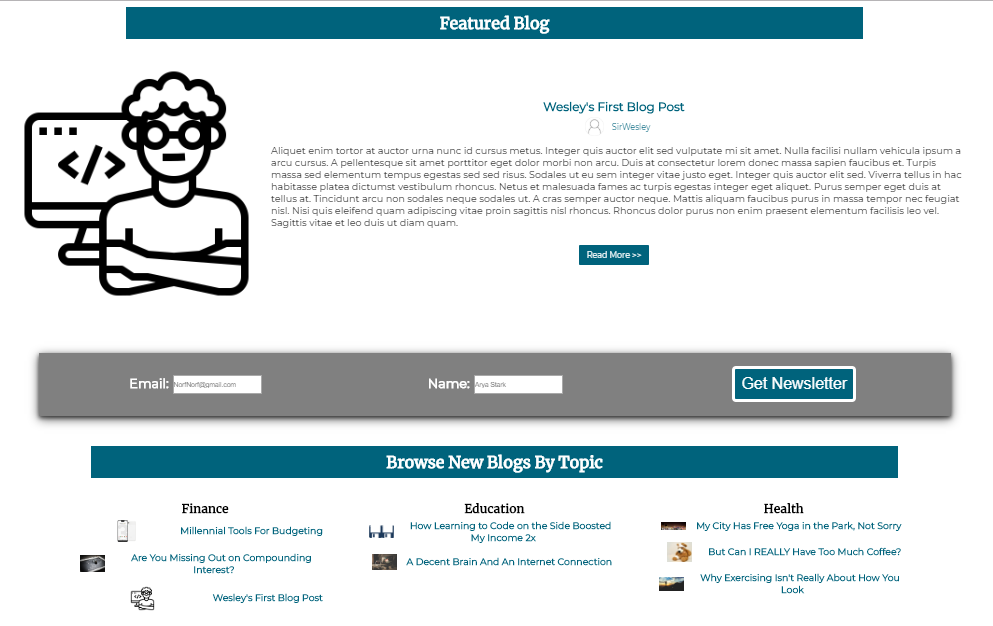 Featured Blog
</>
Wesley's First Blog Post
SirWesley
Aliquet enim tortor at auctor urna nunc id cursus metus. Integer quis auctor elit sed vulputate mi sit amet. Nulla facilisi nullam vehicula ipsum a
arcu cursus. A pellentesque sit amet porttitor eget dolor morbi non arcu. Duis at consectetur lorem donec massa sapien faucibus et. Turpis
massa sed elementum tempus egestas sed sed risus. Sodales ut eu sem integer vitae justo eget. Integer quis auctor elit sed. Viverra tellus in hac
habitasse platea dictumst vestibulum rhoncus. Netus et malesuada fames ac turpis egestas integer eget aliquet. Purus semper eget duis at
tellus at. Tincidunt arcu non sodales neque sodales ut. A cras semper auctor neque. Mattis aliquam faucibus purus in massa tempor nec feugiat
nisl. Nisi quis eleifend quam adipiscing vitae proin sagittis nisl rhoncus. Rhoncus dolor purus non enim praesent elementum facilisis leo vel.
Sagittis vitae et leo duis ut diam quam.
Read More >>
Email: NorfNorf@gmail.com
Name: Arya Stark
Get Newsletter
Browse New Blogs By Topic
Finance
Millennial Tools For Budgeting
Are You Missing Out on Compounding
Interest?
Wesley's First Blog Post
Education
How Learning to Code on the Side Boosted
My Income 2x
A Decent Brain And An Internet Connection
Health
My City Has Free Yoga in the Park, Not Sorry
But Can I REALLY Have Too Much Coffee?
Why Exercising Isn't Really About How You
Look